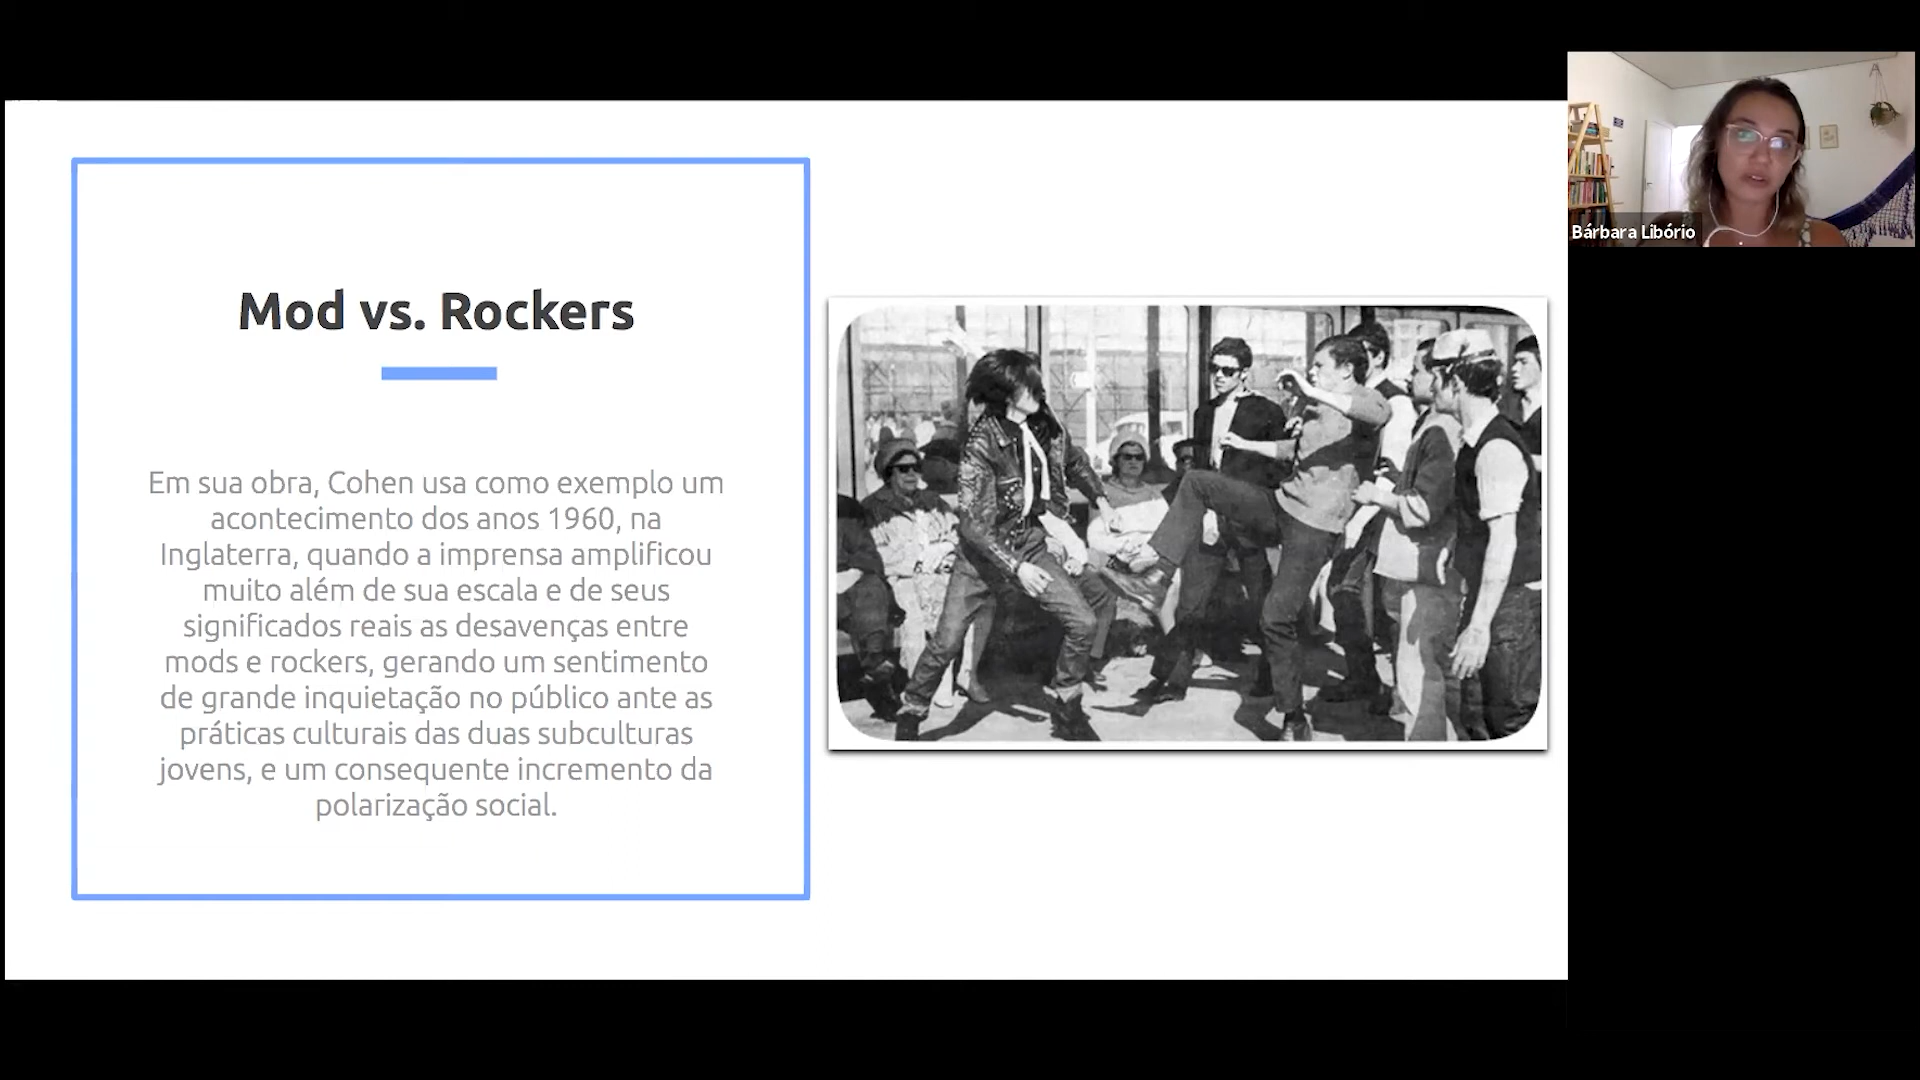 Mod vs. Rockers
Em sua obra, Cohen usa como exemplo um
acontecimento dos anos 1960, na
Inglaterra, quando a imprensa amplificou
muito além de sua escala e de seus
significados reais as desavenças entre
mods e rockers, gerando um sentimento
de grande inquietação no público ante as
práticas culturais das duas subculturas
jovens, e um consequente incremento da
polarização social.
Bárbara Libório